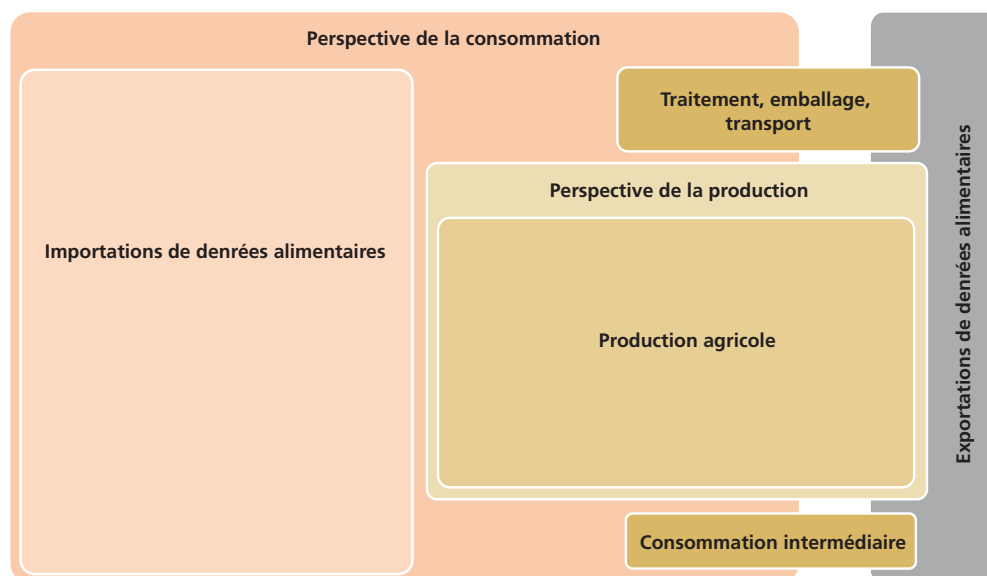 Perspective de la consommation
Traitement, emballage,
transport
Perspective de la production
Importations de denrées alimentaires
Production agricole
Consommation intermédiaire
Exportations de denrées alimentaires